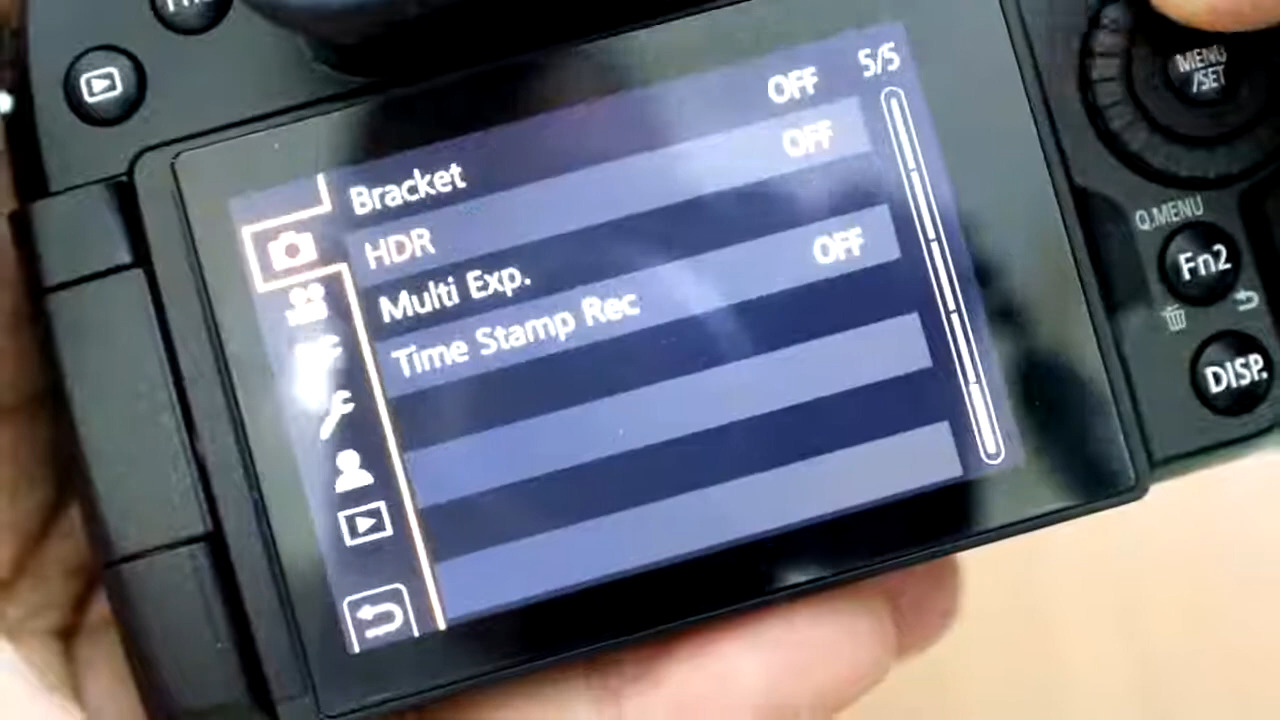 5/5
Bracket OFF
HDR OFF
Multi Exp.
Time Stamp Rec OFF
MENU
/SET
Q.MENU
Fn2
DISP.